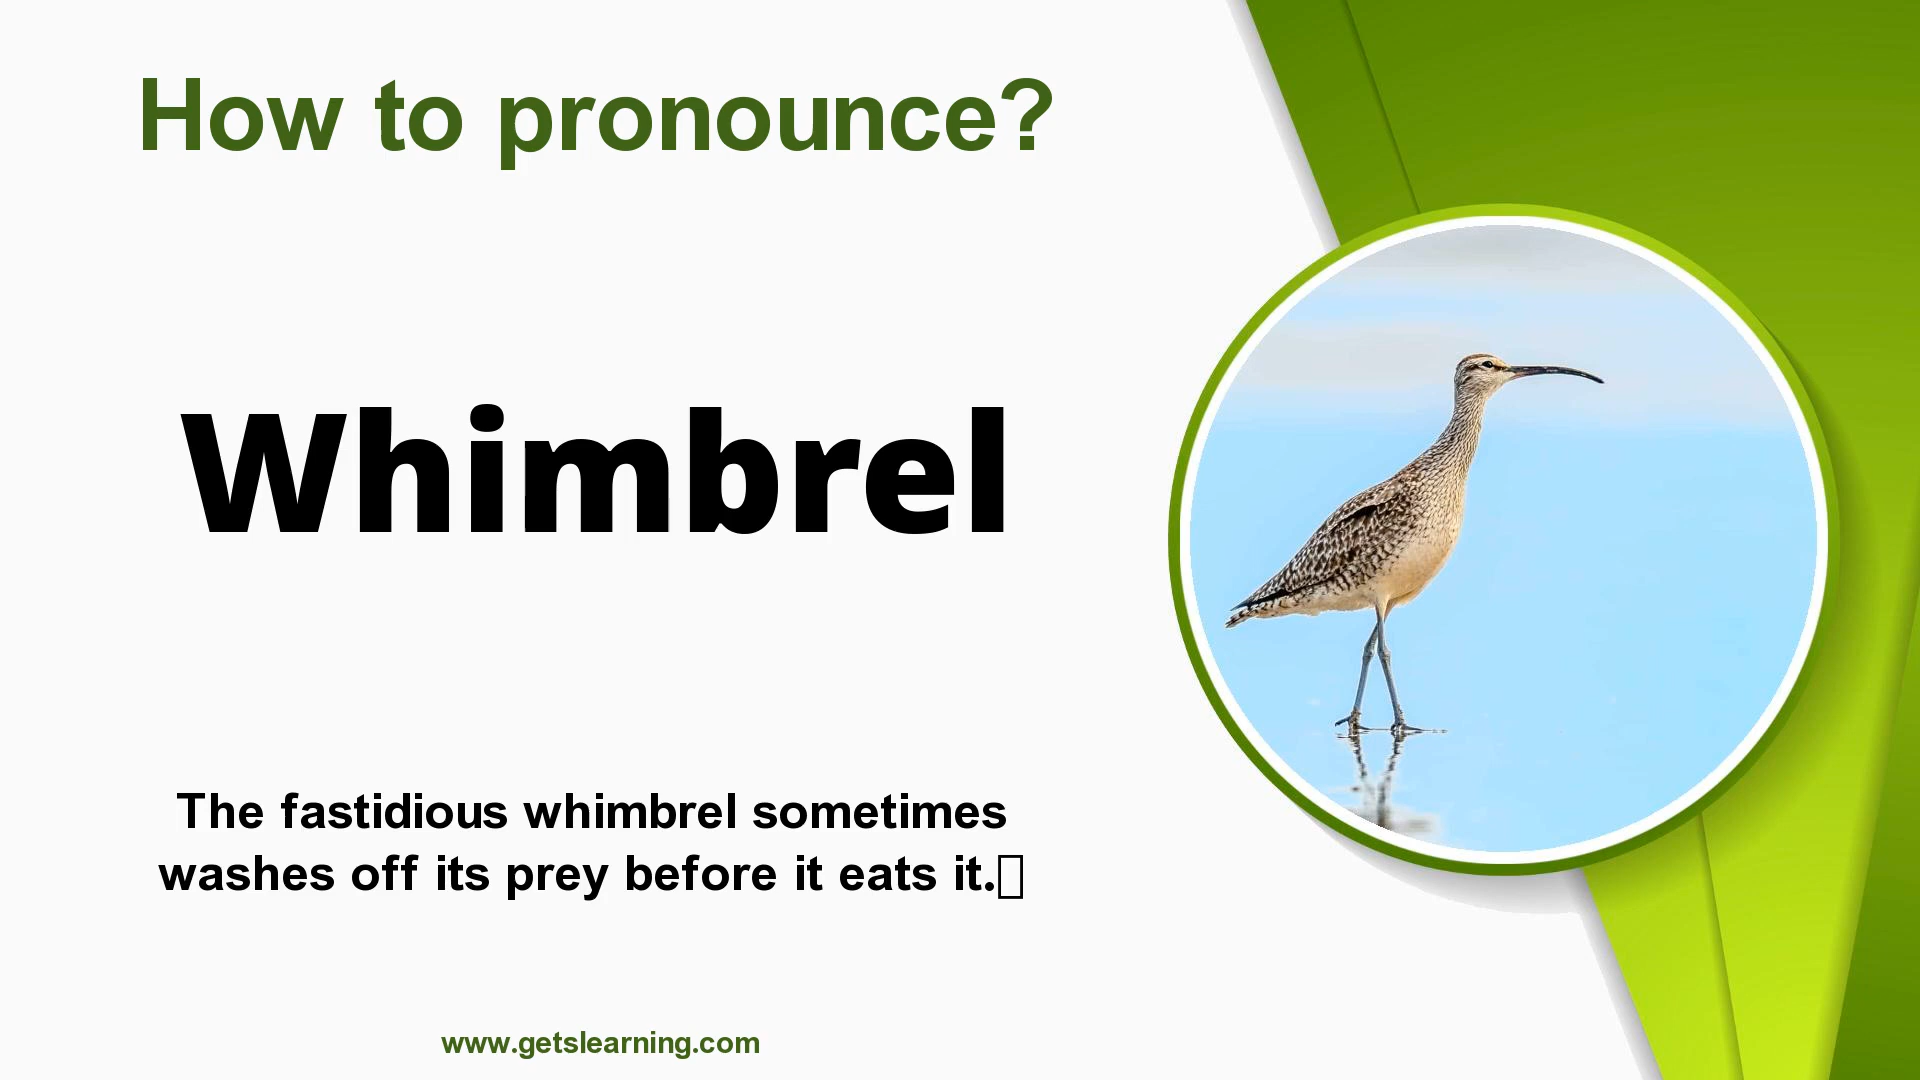 How to pronounce?
Whimbrel
The fastidious whimbrel sometimes
washes off its prey before it eats it.
www.getslearning.com